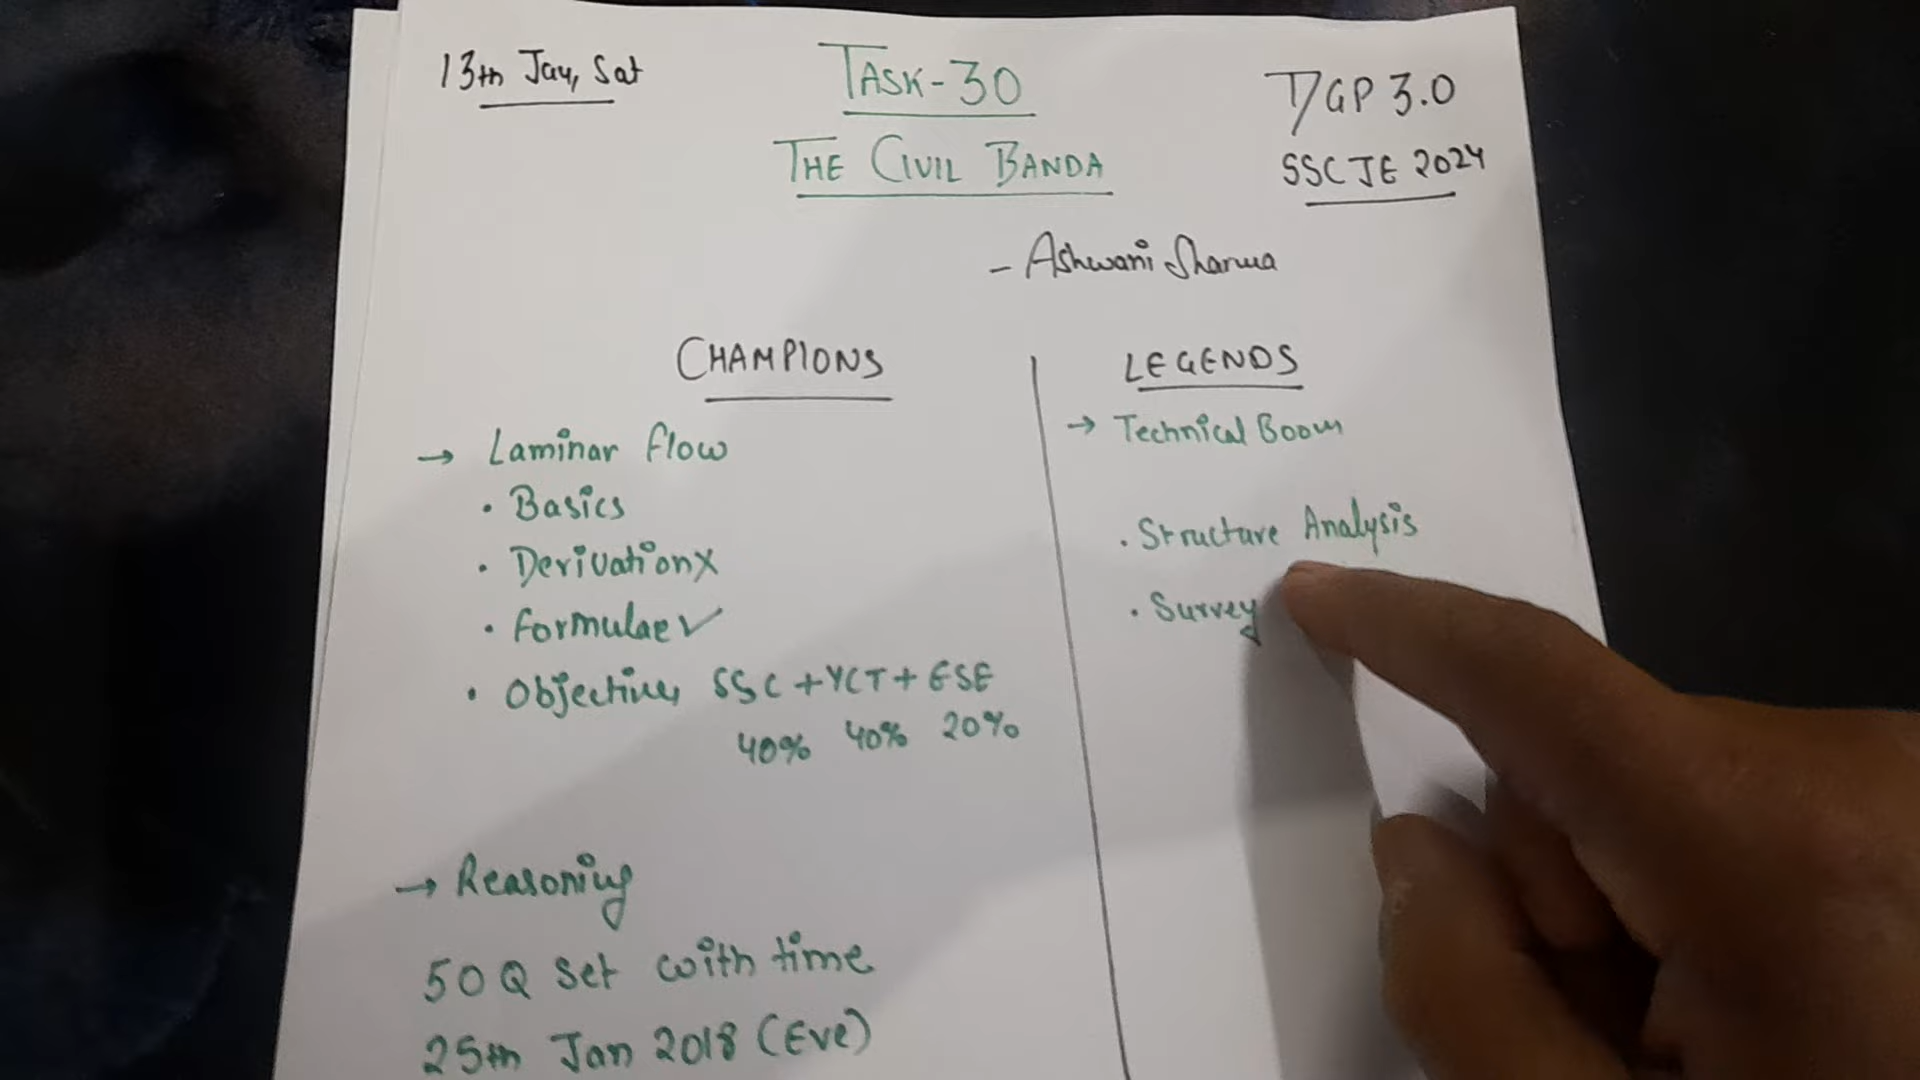 13th Jan, Sat
TASK-30
THE CIVIL BANDA
T/GP 3.0
SSC JE 2024
- Ashwani Sharma
CHAMPIONS
→ Laminar flow
• Basics
• Derivation X
• formulae ✓
• Objectives SSC + YCT + ESE
40% 40% 20%
→ Reasoning
50 Q Set with time
25th Jan 2018 (Eve)
LEGENDS
→ Technical Boom
• Structure Analysis
• Survey